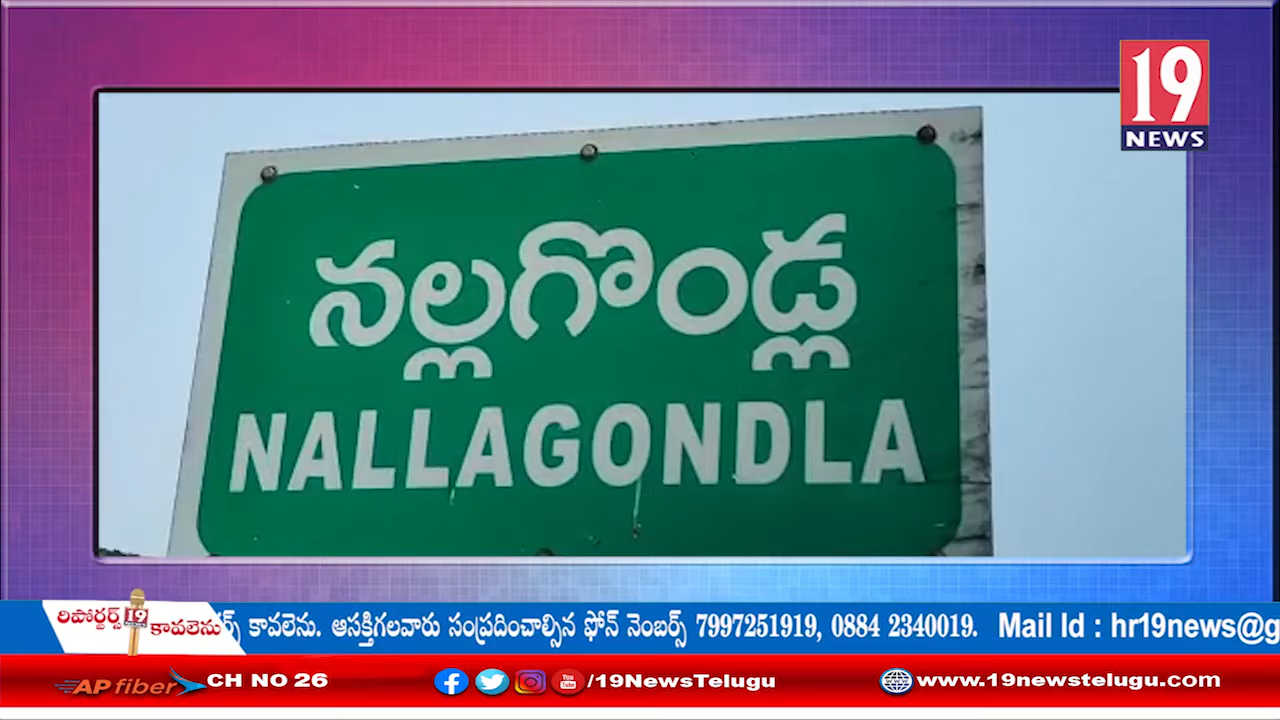 19
NEWS
నల్లగొండ్ల
NALLAGONDLA
రిపోర్టర్స్ 19
కావలెను
ర్స్ కావలెను. ఆసక్తిగలవారు సంప్రదించాల్సిన ఫోన్ నెంబర్స్ 7997251919, 0884 2340019. Mail Id : hr19news@g
AP fiber CH NO 26 /19NewsTelugu www.19newstelugu.com